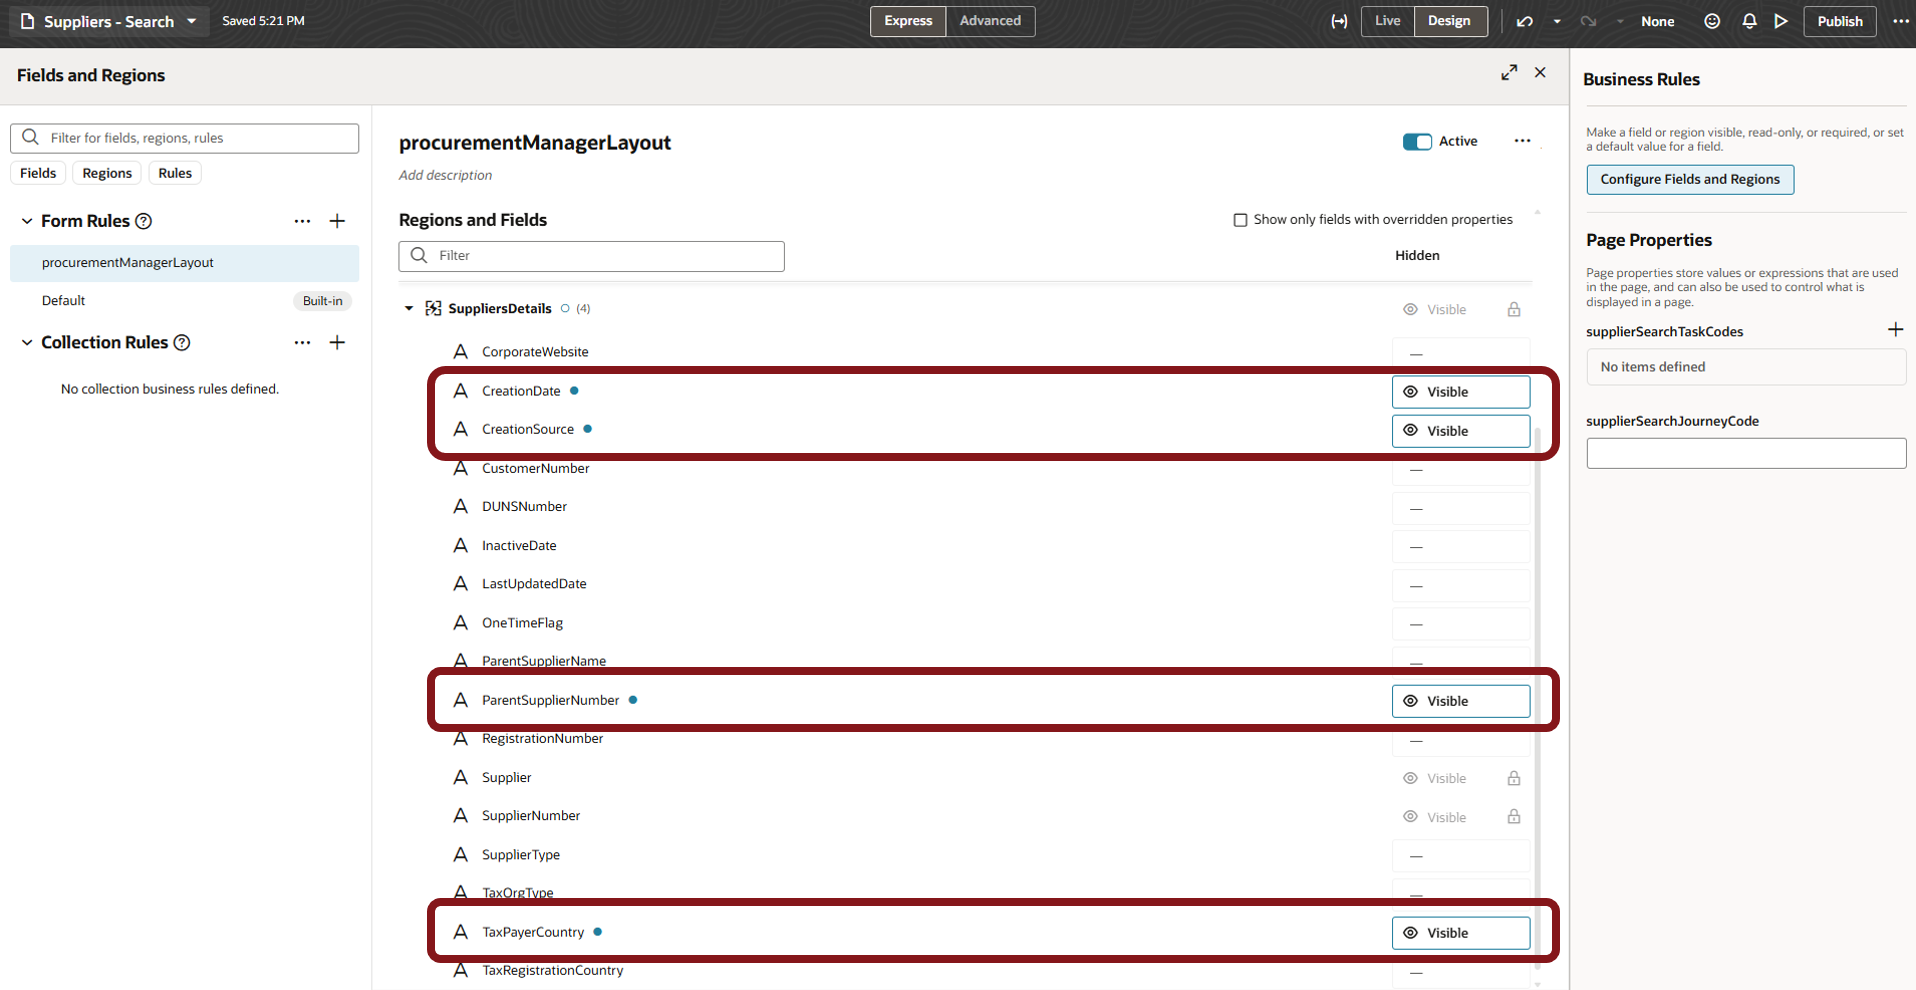 Suppliers - Search
Saved 5:21 PM
Express
Advanced
Live
Design
None
Publish
Fields and Regions
Filter for fields, regions, rules
Fields
Regions
Rules
Form Rules
procurementManagerLayout
Default
Built-in
Collection Rules
No collection business rules defined.
procurementManagerLayout
Active
Add description
Regions and Fields
Show only fields with overridden properties
Filter
Hidden
SuppliersDetails (4)
Visible
CorporateWebsite
—
CreationDate
Visible
CreationSource
Visible
CustomerNumber
—
DUNSNumber
—
InactiveDate
—
LastUpdatedDate
—
OneTimeFlag
—
ParentSupplierName
—
ParentSupplierNumber
Visible
RegistrationNumber
—
Supplier
Visible
SupplierNumber
Visible
SupplierType
—
TaxOrgType
—
TaxPayerCountry
Visible
TaxRegistrationCountry
—
Business Rules
Make a field or region visible, read-only, or required, or set
a default value for a field.
Configure Fields and Regions
Page Properties
Page properties store values or expressions that are used
in the page, and can also be used to control what is
displayed in a page.
supplierSearchTaskCodes
No items defined
supplierSearchJourneyCode